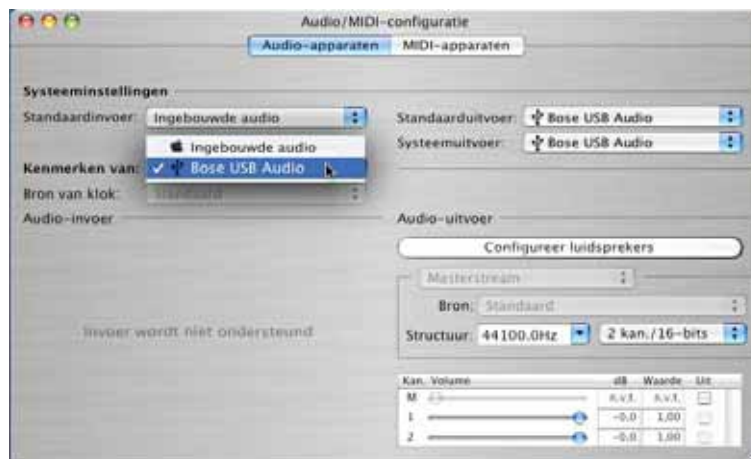 Audio/MIDI-configuratie
Audio-apparaten MIDI-apparaten
Systeeminstellingen
Standaardinvoer: Ingebouwde audio
Standaarduitvoer: Bose USB Audio
Ingebouwde audio
Systeemuitvoer: Bose USB Audio
Kenmerken van: ✓ Bose USB Audio
Bron van klok: Standaard
Audio-invoer
Audio-uitvoer
Configureer luidsprekers
Masterstream
Bron: Standaard
Invoer wordt niet ondersteund
Structuur: 44100.0Hz 2 kan./16-bits
Kan. Volume dB Waarde Uit
M n.v.t. n.v.t.
1 -0,0 1,00
2 -0,0 1,00